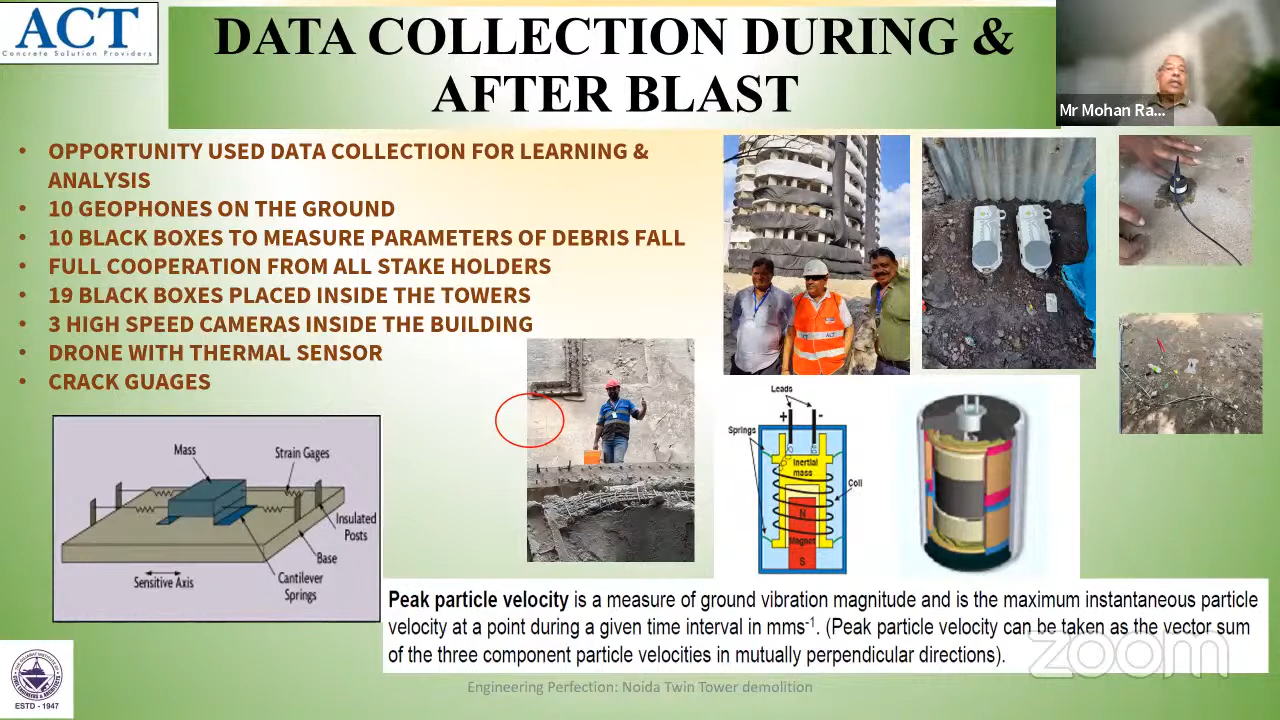 ACT
Concrete Solution Providers
DATA COLLECTION DURING &
AFTER BLAST
Mr Mohan Ra...
• OPPORTUNITY USED DATA COLLECTION FOR LEARNING &
ANALYSIS
• 10 GEOPHONES ON THE GROUND
• 10 BLACK BOXES TO MEASURE PARAMETERS OF DEBRIS FALL
• FULL COOPERATION FROM ALL STAKE HOLDERS
• 19 BLACK BOXES PLACED INSIDE THE TOWERS
• 3 HIGH SPEED CAMERAS INSIDE THE BUILDING
• DRONE WITH THERMAL SENSOR
• CRACK GUAGES
Mass
Strain Gages
Insulated
Posts
Base
Cantilever
Springs
Sensitive Axis
ACT
Leads
+ -
Springs
Inertial
mass
Coil
N
Magnet
S
Peak particle velocity is a measure of ground vibration magnitude and is the maximum instantaneous particle
velocity at a point during a given time interval in mms⁻¹. (Peak particle velocity can be taken as the vector sum
of the three component particle velocities in mutually perpendicular directions).
zoom
Engineering Perfection: Noida Twin Tower demolition
ESTD - 1947